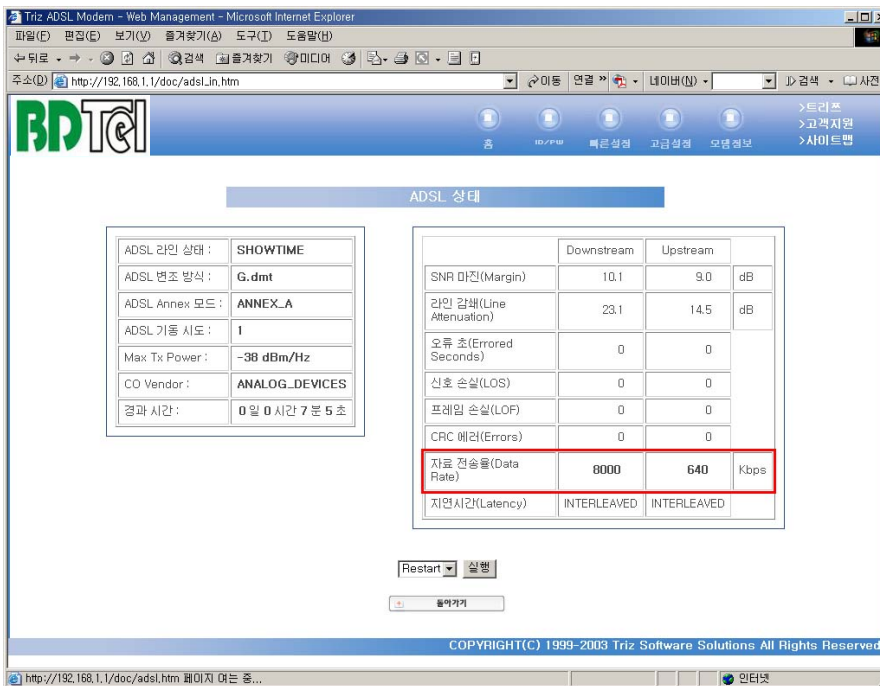 Triz ADSL Modem - Web Management - Microsoft Internet Explorer
파일(F) 편집(E) 보기(V) 즐겨찾기(A) 도구(T) 도움말(H)
뒤로 검색 즐겨찾기 미디어
주소(D) http://192,168,1,1/doc/adsl_in,htm 이동 연결 » 네이버(N) 검색 사전
BDTel
홈 ID/PW 빠른설정 고급설정 모뎀정보
>트리쯔
>고객지원
>사이트맵
ADSL 상태
ADSL 라인 상태 : SHOWTIME
ADSL 변조 방식 : G.dmt
ADSL Annex 모드 : ANNEX_A
ADSL 기동 시도 : 1
Max Tx Power : -38 dBm/Hz
CO Vendor : ANALOG_DEVICES
경과 시간 : 0 일 0 시간 7 분 5 초
Downstream Upstream
SNR 마진(Margin) 10.1 9.0 dB
라인 감쇄(Line Attenuation) 23.1 14.5 dB
오류 초(Errored Seconds) 0 0
신호 손실(LOS) 0 0
프레임 손실(LOF) 0 0
CRC 에러(Errors) 0 0
자료 전송율(Data Rate) 8000 640 Kbps
지연시간(Latency) INTERLEAVED INTERLEAVED
Restart 실행
돌아가기
COPYRIGHT(C) 1999-2003 Triz Software Solutions All Rights Reserved
http://192,168,1,1/doc/adsl,htm 페이지 여는 중... 인터넷